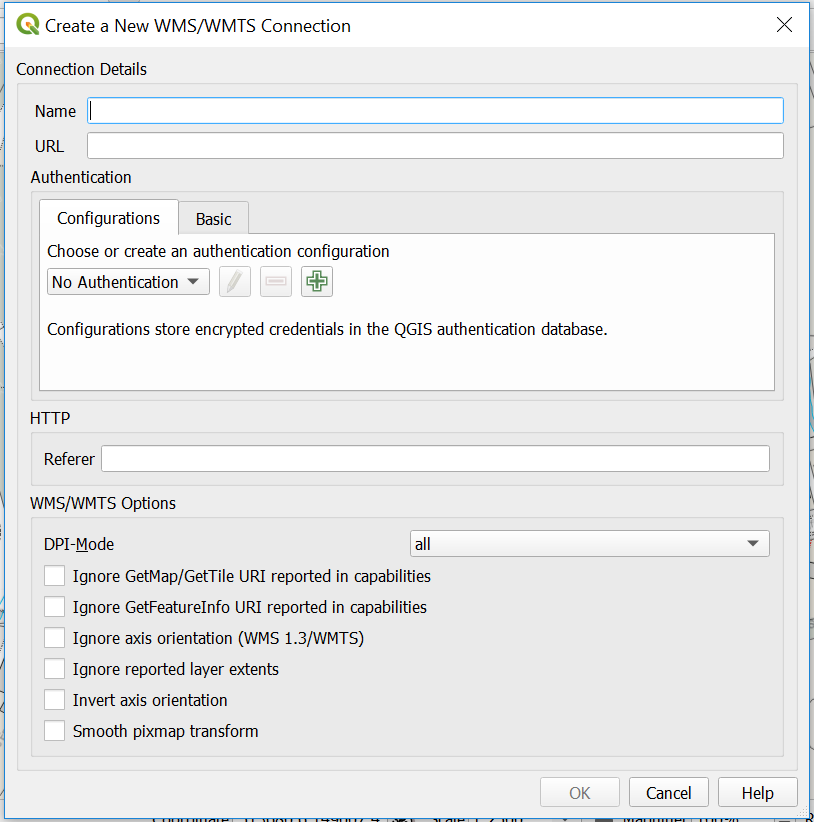 Create a New WMS/WMTS Connection
Connection Details
Name
URL
Authentication
Configurations Basic
Choose or create an authentication configuration
No Authentication
Configurations store encrypted credentials in the QGIS authentication database.
HTTP
Referer
WMS/WMTS Options
DPI-Mode all
Ignore GetMap/GetTile URI reported in capabilities
Ignore GetFeatureInfo URI reported in capabilities
Ignore axis orientation (WMS 1.3/WMTS)
Ignore reported layer extents
Invert axis orientation
Smooth pixmap transform
OK Cancel Help